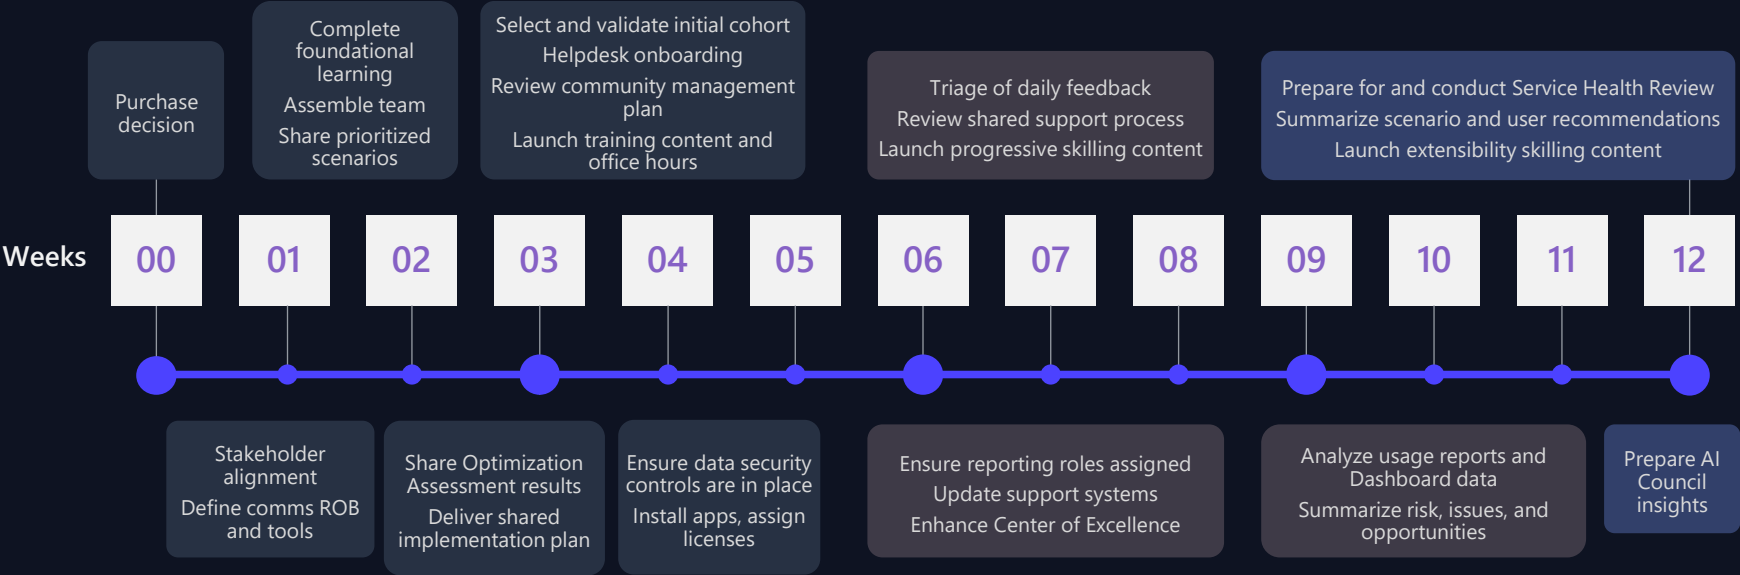 Purchase
decision
Complete
foundational
learning
Assemble team
Share prioritized
scenarios
Select and validate initial cohort
Helpdesk onboarding
Review community management
plan
Launch training content and
office hours
Triage of daily feedback
Review shared support process
Launch progressive skilling content
Prepare for and conduct Service Health Review
Summarize scenario and user recommendations
Launch extensibility skilling content
Weeks
00
01
02
03
04
05
06
07
08
09
10
11
12
Stakeholder
alignment
Define comms ROB
and tools
Share Optimization
Assessment results
Deliver shared
implementation plan
Ensure data security
controls are in place
Install apps, assign
licenses
Ensure reporting roles assigned
Update support systems
Enhance Center of Excellence
Analyze usage reports and
Dashboard data
Summarize risk, issues, and
opportunities
Prepare AI
Council
insights